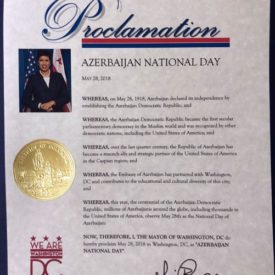 Proclamation
AZERBAIJAN NATIONAL DAY
MAY 28, 2018
WHEREAS, on May 28, 1918, Azerbaijan declared its independence by
establishing the Azerbaijan Democratic Republic; and
WHEREAS, the Azerbaijan Democratic Republic became the first secular
parliamentary democracy in the Muslim world and was recognized by other
democratic nations, including the United States of America; and
WHEREAS, over the last quarter century, the Republic of Azerbaijan has
become a staunch ally and strategic partner of the United States of America
in the Caspian region; and
WHEREAS, the Embassy of Azerbaijan has partnered with Washington,
DC and contributes to the educational and cultural diversity of this city;
and
WHEREAS, this year, the centennial of the Azerbaijan Democratic
Republic, millions of Azerbaijanis around the globe, including thousands in
the United States of America, observe May 28th as the National Day of
Azerbaijan:
NOW, THEREFORE, I, THE MAYOR OF WASHINGTON, DC do
hereby proclaim May 28, 2018 in Washington, DC, as "AZERBAIJAN
NATIONAL DAY"
WE ARE
WASHINGTON
DC